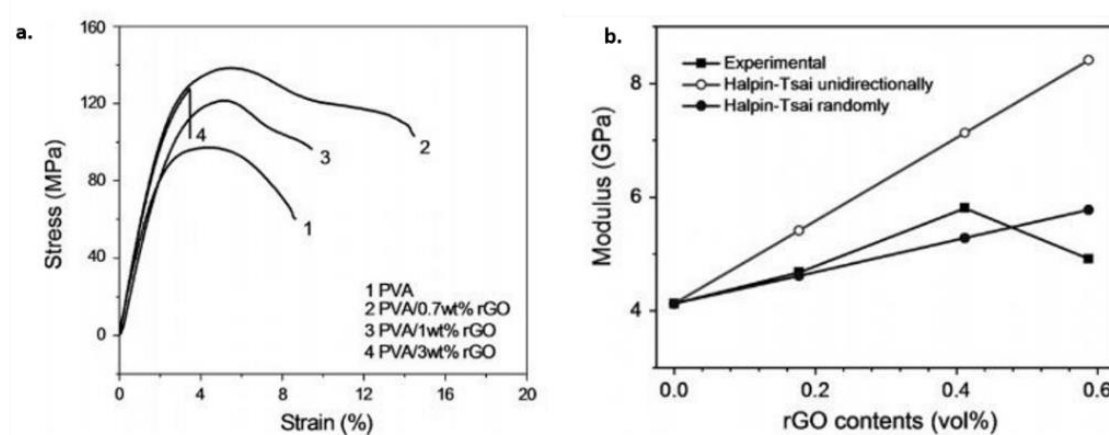 a.
160
120
80
40
0
Stress (MPa)
0 4 8 12 16 20
Strain (%)
1
2
3
4
1 PVA
2 PVA/0.7wt% rGO
3 PVA/1wt% rGO
4 PVA/3wt% rGO
b.
Experimental
Halpin-Tsai unidirectionally
Halpin-Tsai randomly
8
6
4
Modulus (GPa)
0.0 0.2 0.4 0.6
rGO contents (vol%)